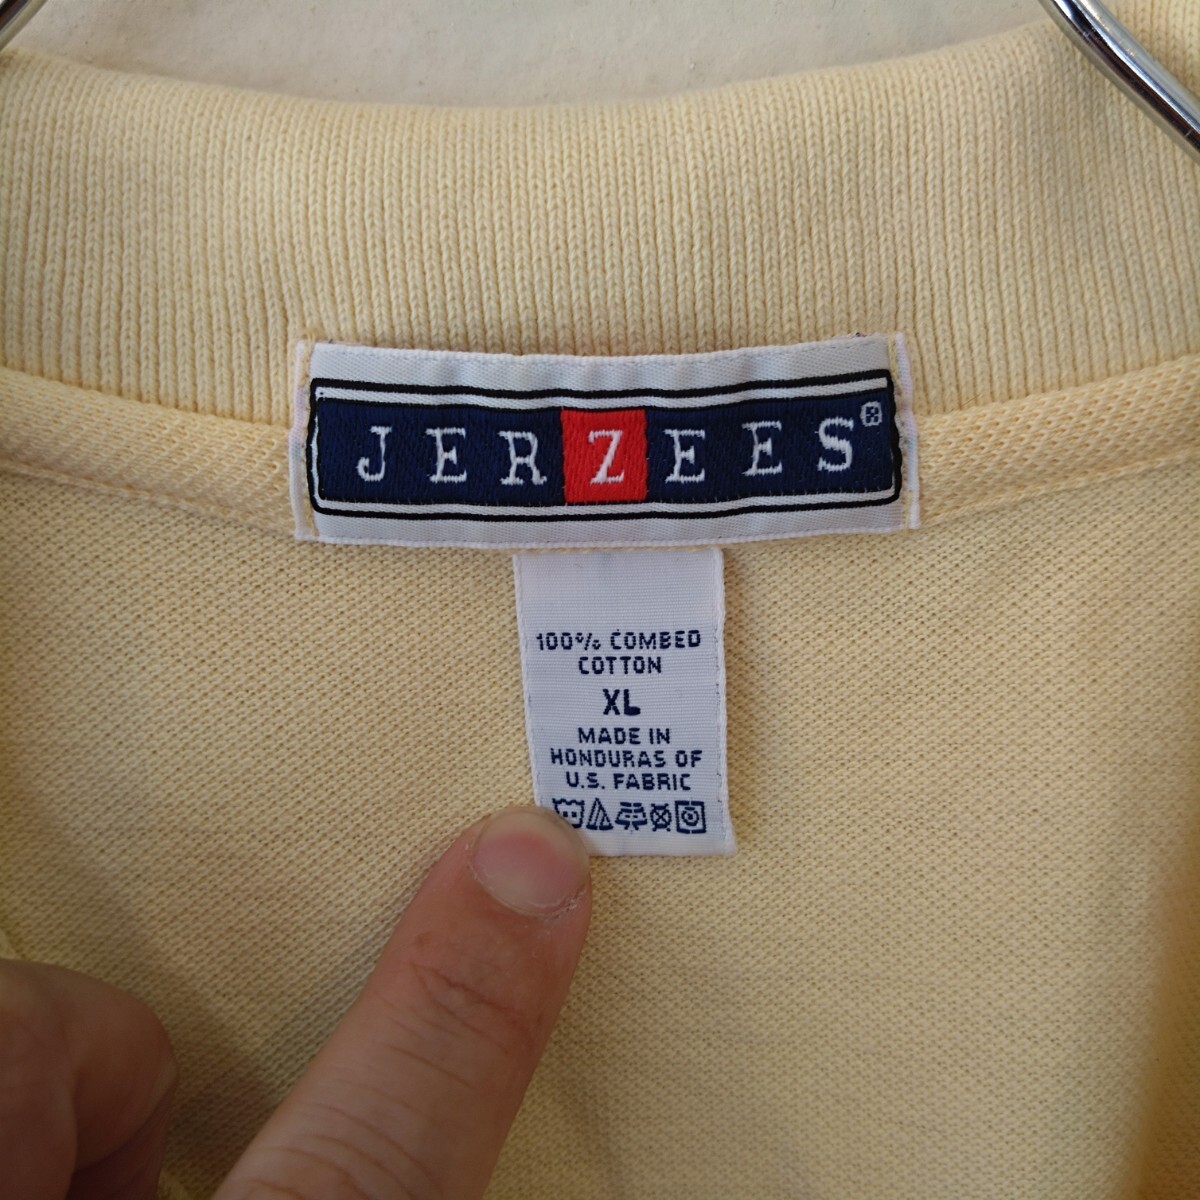 JERZEES®
100% COMBED
COTTON
XL
MADE IN
HONDURAS OF
U.S. FABRIC